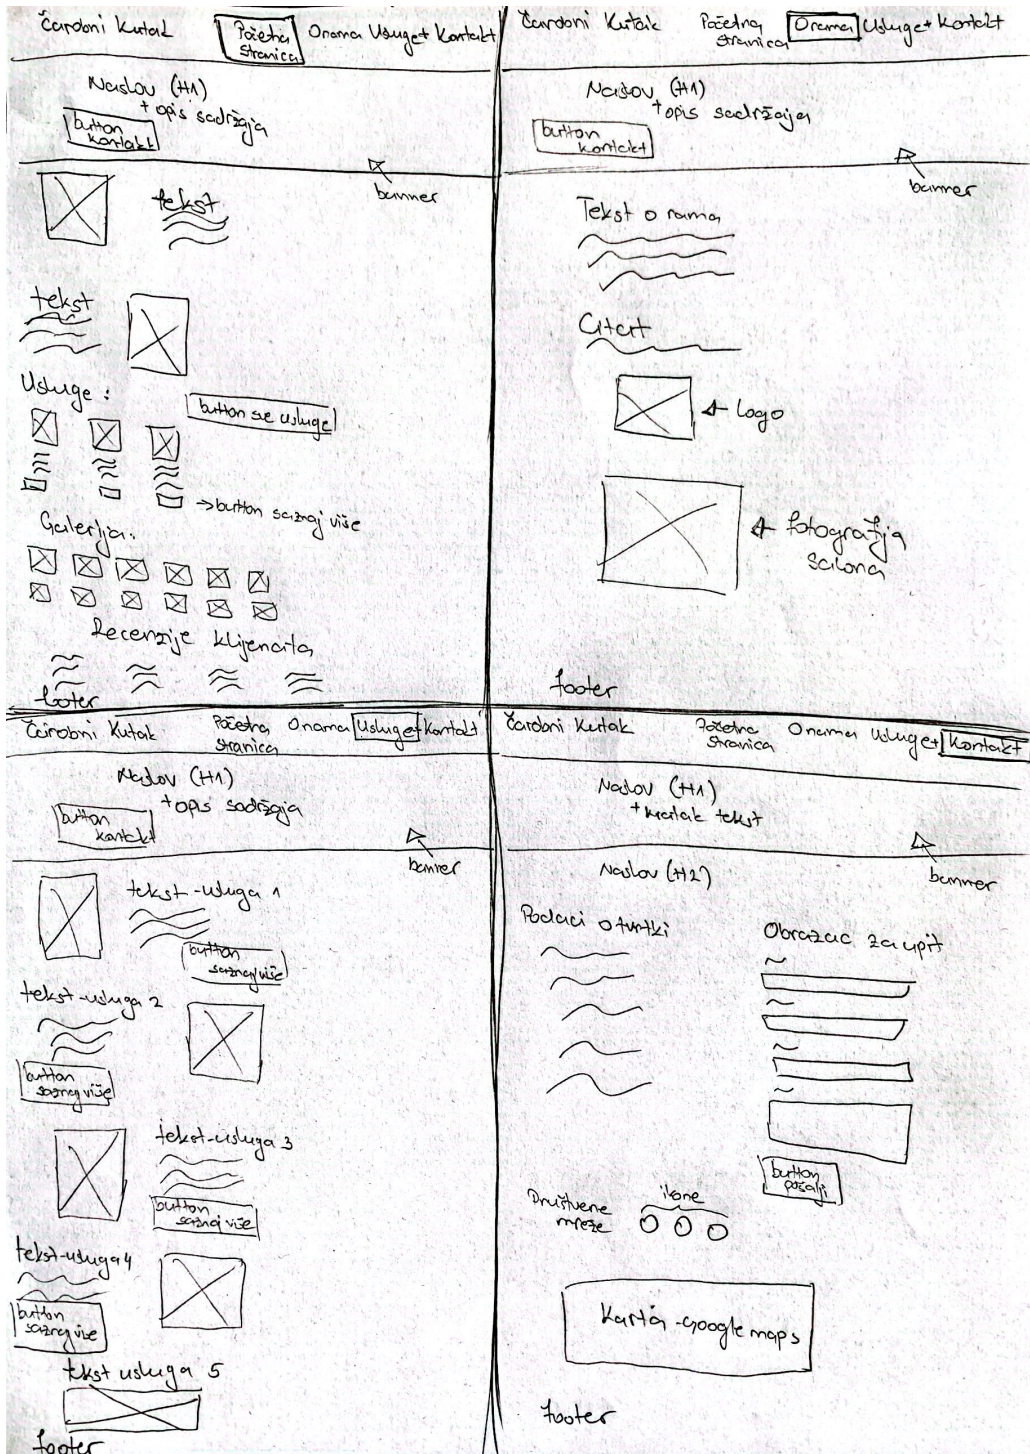 Čarobni Kutak
Početna
stranica
O nama
Usluge+
Kontakt
Naslov (H1)
+ opis sadržaja
button
kontakt
banner
tekst
tekst
Usluge :
button sve usluge
→ button saznaj više
Galerija:
Recenzije klijenata
footer
Čarobni Kutak
Početna
stranica
O nama
Usluge+
Kontakt
Naslov (H1)
+ opis sadržaja
button
kontakt
banner
Tekst o nama
Citat
Logo
fotografija
salona
footer
Čarobni Kutak
Početna
stranica
O nama
Usluge+
Kontakt
Naslov (H1)
+ opis sadržaja
button
kontakt
banner
tekst-usluga 1
button
saznaj više
tekst-usluga 2
button
saznaj više
tekst-usluga 3
button
saznaj više
tekst-usluga 4
button
saznaj više
tekst usluga 5
footer
Čarobni Kutak
Početna
stranica
O nama
Usluge+
Kontakt
Naslov (H1)
+ kratak tekst
banner
Naslov (H2)
Podaci o tvrtki
Obrazac za upit
button
pošalji
Društvene
mreže
ikone
Karta - Google maps
footer